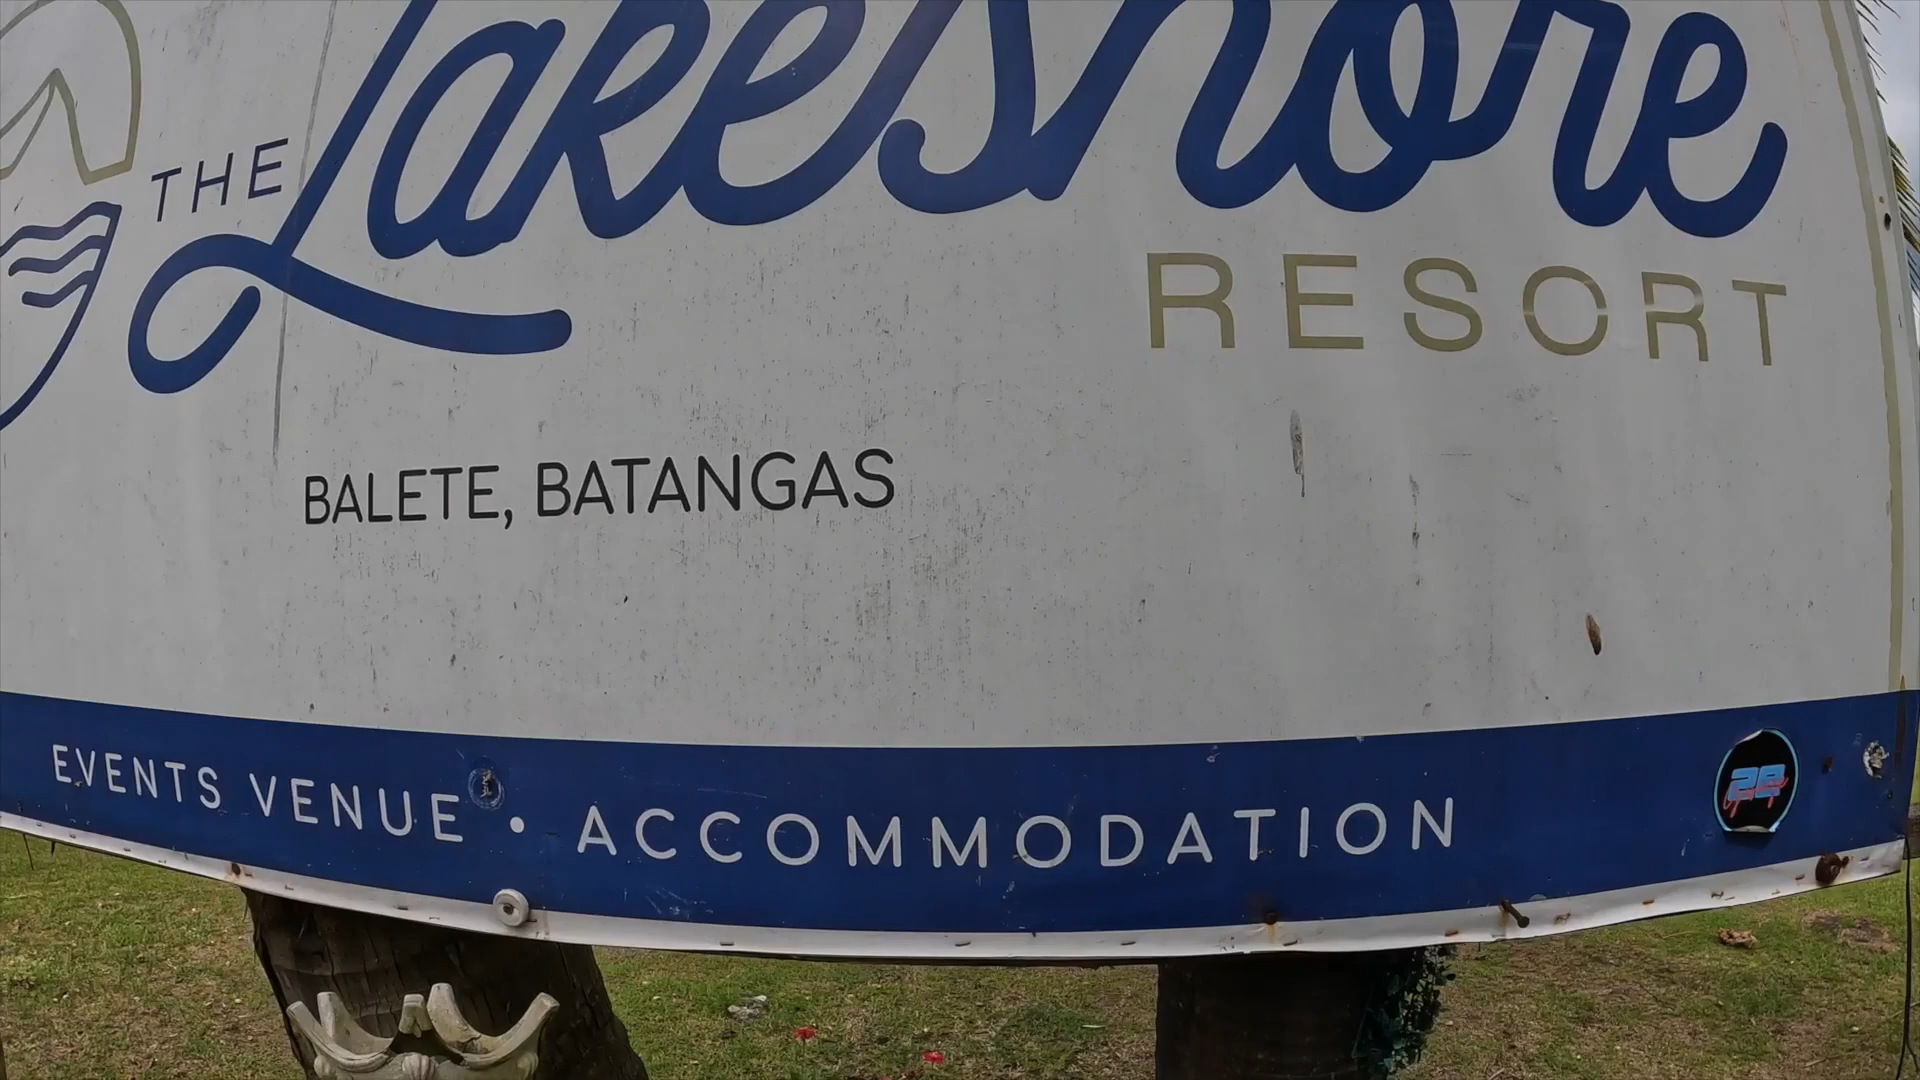 THE Lakeshore
RESORT
BALETE, BATANGAS
EVENTS VENUE • ACCOMMODATION